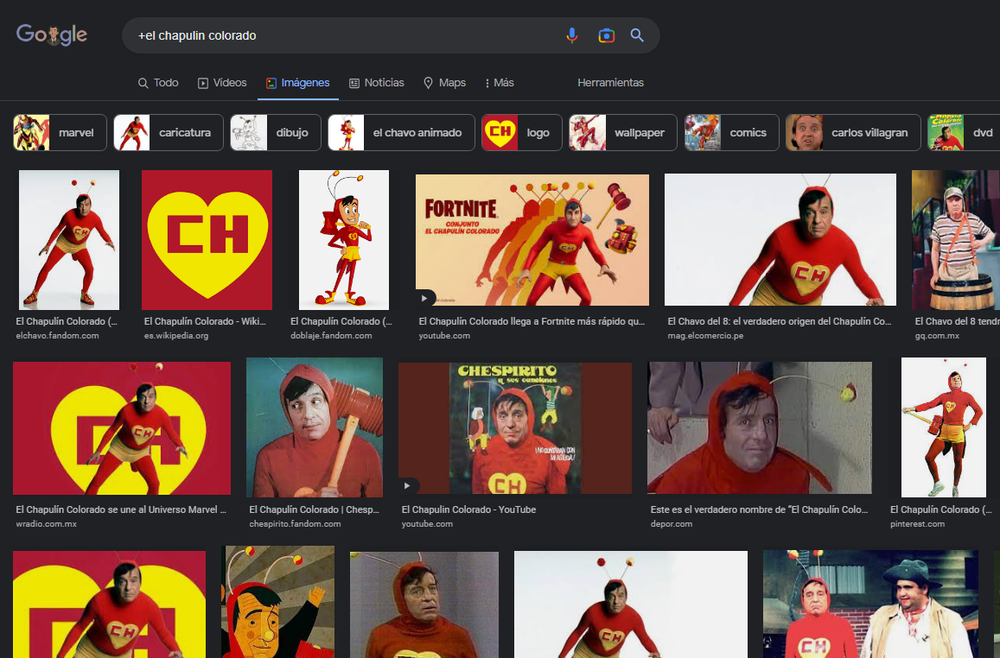 Google
+el chapulin colorado
Todo
Vídeos
Imágenes
Noticias
Maps
Más
Herramientas
marvel
caricatura
dibujo
el chavo animado
CH
logo
wallpaper
comics
carlos villagran
dvd
CH
CH
FORTNITE
CONJUNTO
EL CHAPULÍN COLORADO
CH
CH
El Chapulín Colorado (...
elchavo.fandom.com
El Chapulín Colorado - Wiki...
es.wikipedia.org
El Chapulín Colorado (...
doblaje.fandom.com
El Chapulín Colorado llega a Fortnite más rápido qu...
youtube.com
El Chavo del 8: el verdadero origen del Chapulín Co...
mag.elcomercio.pe
El Chavo del 8 tendr
gq.com.mx
CH
CH
CHESPIRITO
y sus canciones
¡NO CONTABAN CON
MI ASTUCIA!
CH
El Chapulín Colorado se une al Universo Marvel ...
wradio.com.mx
El Chapulín Colorado | Chesp...
chespirito.fandom.com
El Chapulin Colorado - YouTube
youtube.com
Este es el verdadero nombre de “El Chapulín Colo...
depor.com
El Chapulín Colorado (...
pinterest.com
CH
CH
CH
CH